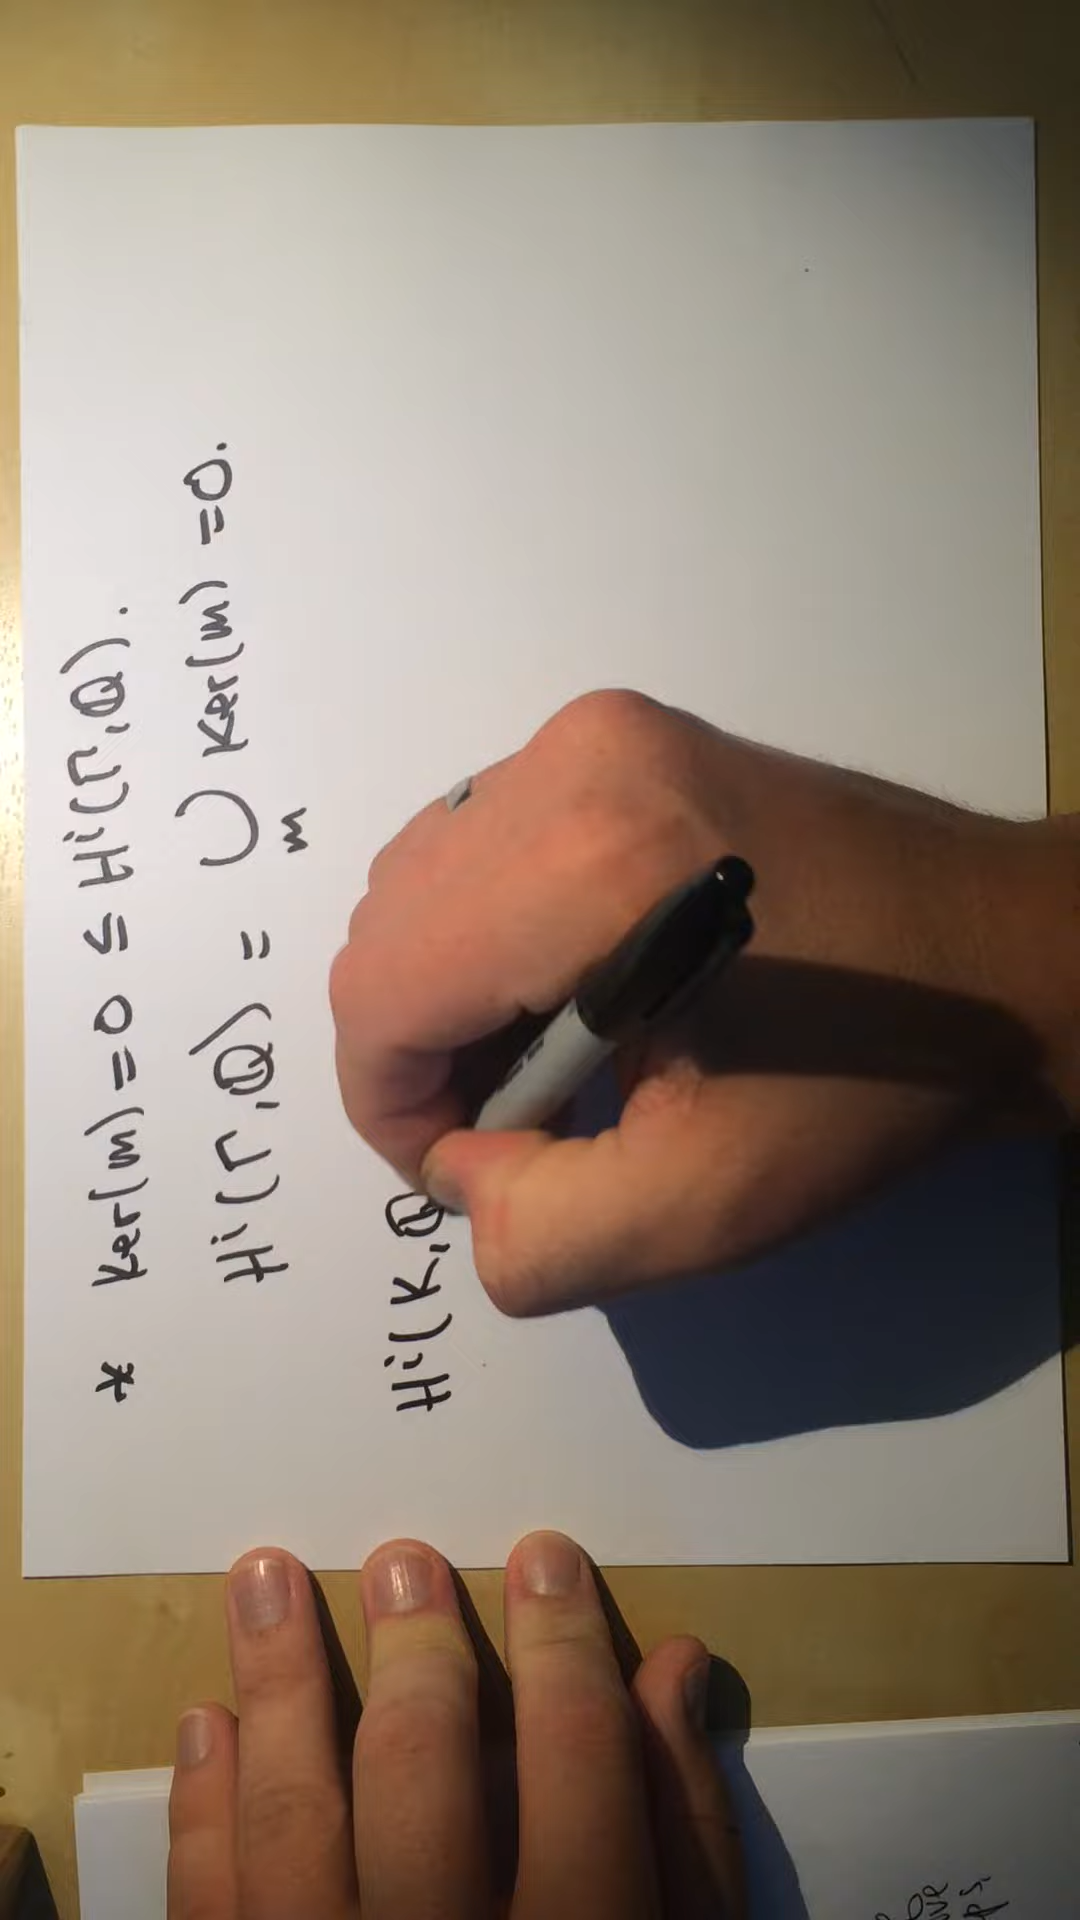 * Ker(m) = 0 ≤ Hi(Γ, Q).
Hi(Γ, Q) = ∪ Ker(m) = 0.
m
Hi(K, Q